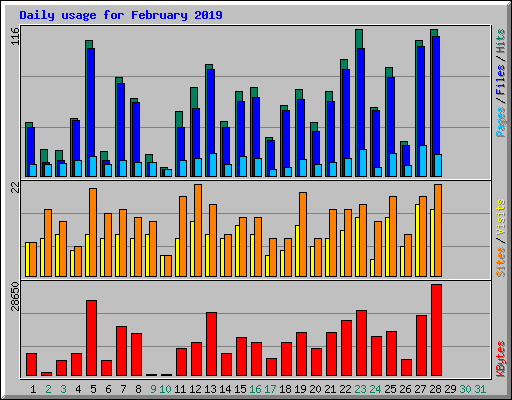 Daily usage for February 2019
116
Pages / Files / Hits
22
Sites / Visits
28650
KBytes
1 2 3 4 5 6 7 8 9 10 11 12 13 14 15 16 17 18 19 20 21 22 23 24 25 26 27 28 29 30 31